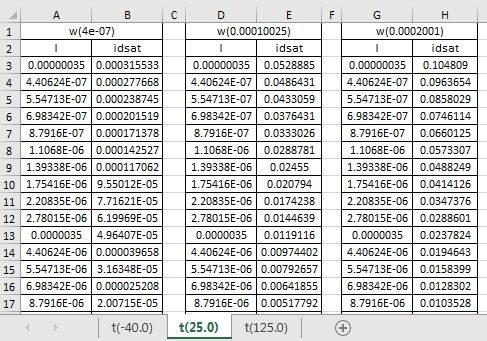 A B C D E F G H
1 w(4e-07) w(0.00010025) w(0.0002001)
2 l idsat l idsat l idsat
3 0.00000035 0.000315533 0.00000035 0.0528885 0.00000035 0.104809
4 4.40624E-07 0.000277668 4.40624E-07 0.0486431 4.40624E-07 0.0963654
5 5.54713E-07 0.000238745 5.54713E-07 0.0433059 5.54713E-07 0.0858029
6 6.98342E-07 0.000201519 6.98342E-07 0.0376431 6.98342E-07 0.0746114
7 8.7916E-07 0.000171378 8.7916E-07 0.0333026 8.7916E-07 0.0660125
8 1.1068E-06 0.000142527 1.1068E-06 0.0288781 1.1068E-06 0.0573307
9 1.39338E-06 0.000117062 1.39338E-06 0.02455 1.39338E-06 0.0488249
10 1.75416E-06 9.55012E-05 1.75416E-06 0.020794 1.75416E-06 0.0414126
11 2.20835E-06 7.71621E-05 2.20835E-06 0.0174238 2.20835E-06 0.0347376
12 2.78015E-06 6.19969E-05 2.78015E-06 0.0144639 2.78015E-06 0.0288601
13 0.0000035 4.96407E-05 0.0000035 0.0119116 0.0000035 0.0237824
14 4.40624E-06 0.000039658 4.40624E-06 0.00974402 4.40624E-06 0.0194643
15 5.54713E-06 3.16348E-05 5.54713E-06 0.00792657 5.54713E-06 0.0158399
16 6.98342E-06 0.000025208 6.98342E-06 0.00641855 6.98342E-06 0.0128302
17 8.7916E-06 2.00715E-05 8.7916E-06 0.00517792 8.7916E-06 0.0103528
t(-40.0) t(25.0) t(125.0)